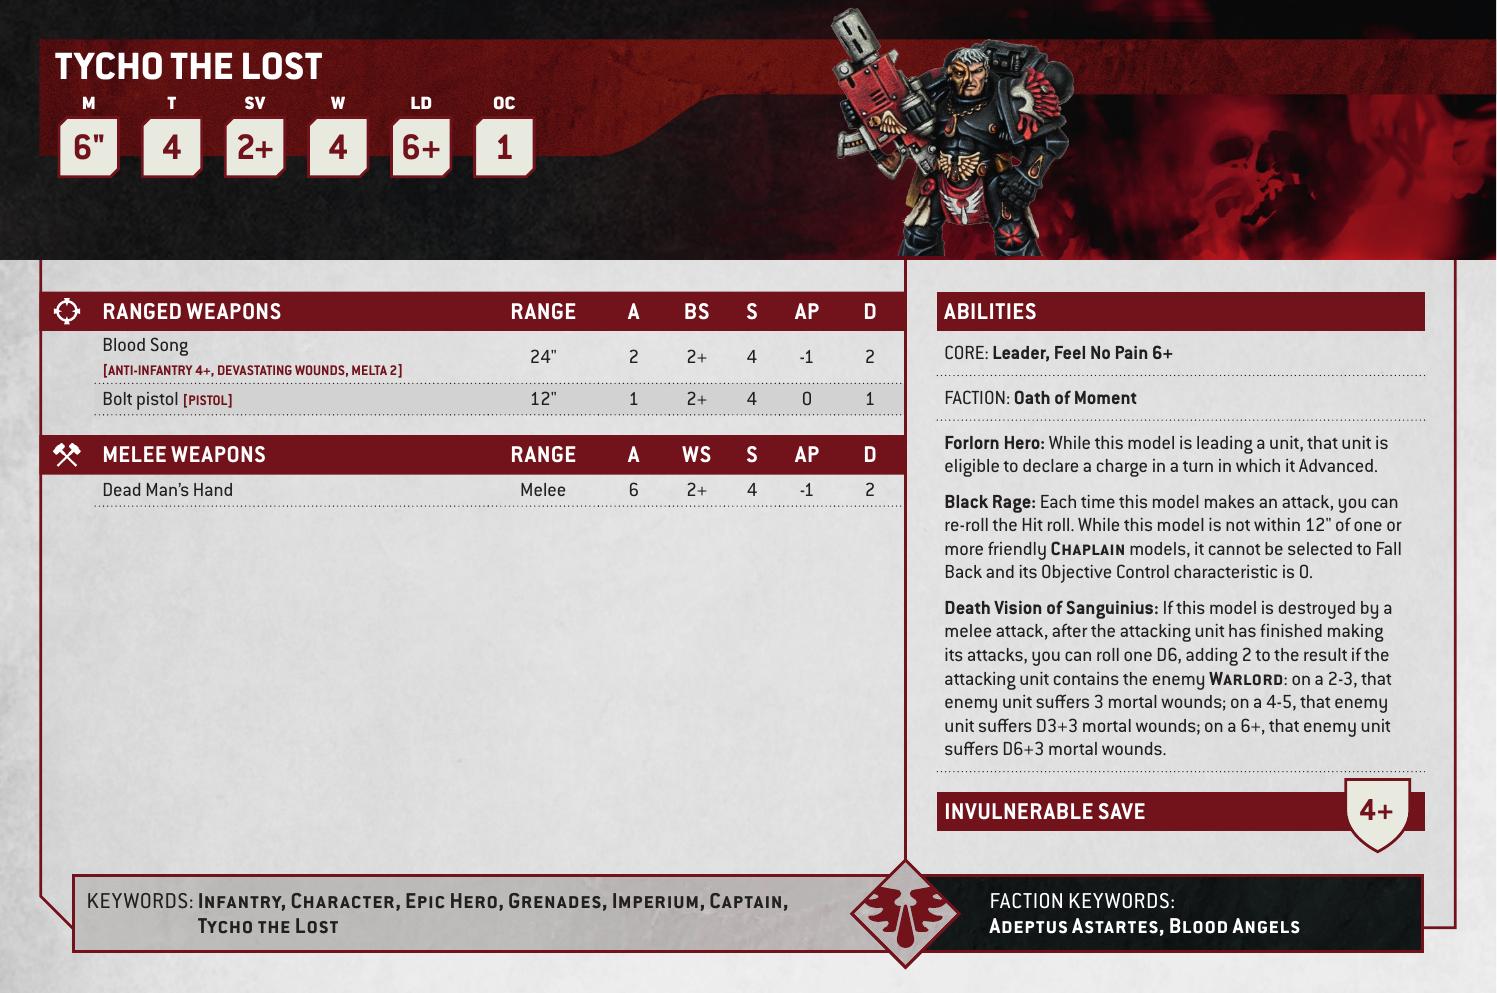 TYCHO THE LOST
M T SV W LD OC
6" 4 2+ 4 6+ 1
RANGED WEAPONS RANGE A BS S AP D
Blood Song
[ANTI-INFANTRY 4+, DEVASTATING WOUNDS, MELTA 2] 24" 2 2+ 4 -1 2
Bolt pistol [PISTOL] 12" 1 2+ 4 0 1
MELEE WEAPONS RANGE A WS S AP D
Dead Man's Hand Melee 6 2+ 4 -1 2
ABILITIES
CORE: Leader, Feel No Pain 6+
FACTION: Oath of Moment
Forlorn Hero: While this model is leading a unit, that unit is
eligible to declare a charge in a turn in which it Advanced.
Black Rage: Each time this model makes an attack, you can
re-roll the Hit roll. While this model is not within 12" of one or
more friendly CHAPLAIN models, it cannot be selected to Fall
Back and its Objective Control characteristic is 0.
Death Vision of Sanguinius: If this model is destroyed by a
melee attack, after the attacking unit has finished making
its attacks, you can roll one D6, adding 2 to the result if the
attacking unit contains the enemy WARLORD: on a 2-3, that
enemy unit suffers 3 mortal wounds; on a 4-5, that enemy
unit suffers D3+3 mortal wounds; on a 6+, that enemy unit
suffers D6+3 mortal wounds.
INVULNERABLE SAVE 4+
KEYWORDS: INFANTRY, CHARACTER, EPIC HERO, GRENADES, IMPERIUM, CAPTAIN,
TYCHO THE LOST
FACTION KEYWORDS:
ADEPTUS ASTARTES, BLOOD ANGELS